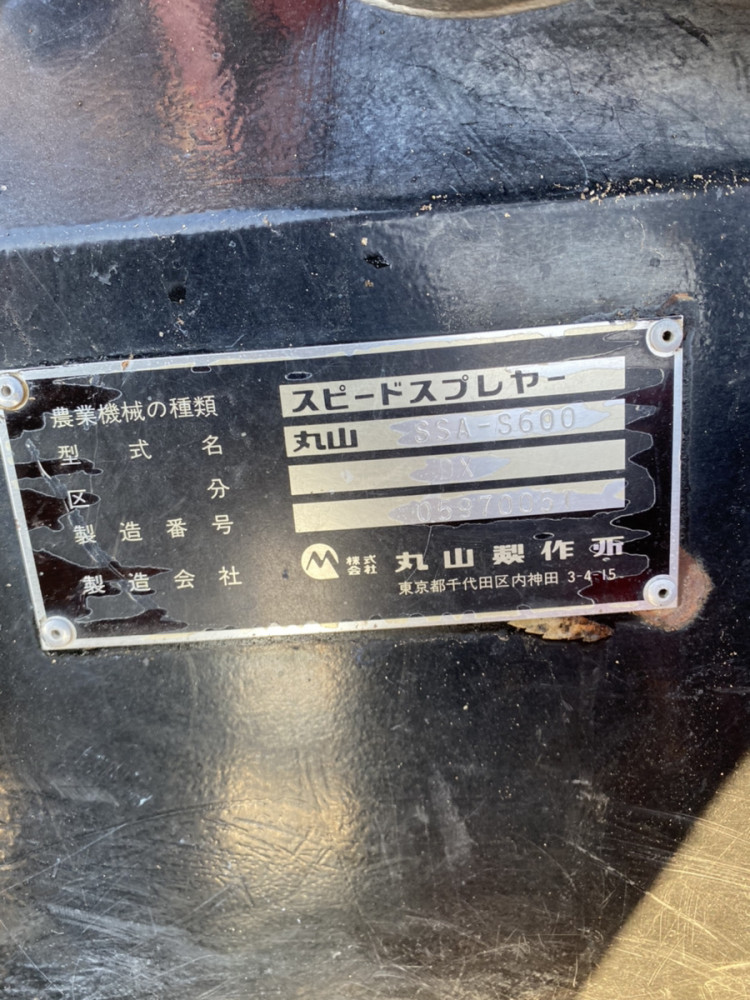 農業機械の種類 スピードスプレヤー
型式名 丸山 SSA-S600
区分 DX
製造番号
製造会社 株式会社 丸山製作所
東京都千代田区内神田 3-4-15